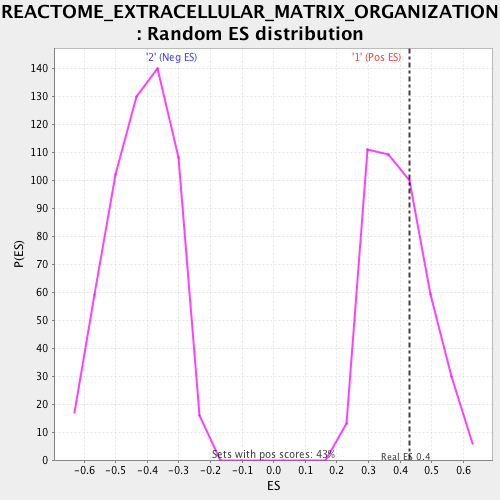 REACTOME_EXTRACELLULAR_MATRIX_ORGANIZATION
: Random ES distribution
'2' (Neg ES)
'1' (Pos ES)
140
130
120
110
100
90
80
70
60
50
40
30
20
10
0
P(ES)
Sets with pos scores: 43%
Real ES 0.4
-0.6 -0.5 -0.4 -0.3 -0.2 -0.1 0.0 0.1 0.2 0.3 0.4 0.5 0.6
ES